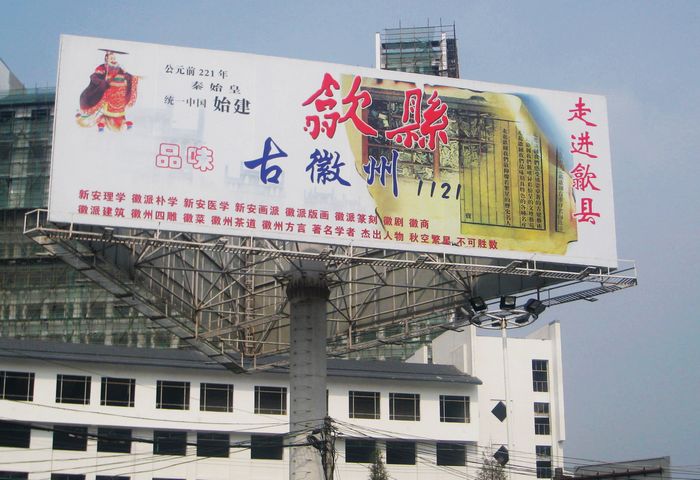 公元前 221 年
秦 始 皇
统一中国 始建
歙縣
品味 古徽州 1121
走进歙县
新安理学 徽派朴学 新安医学 新安画派 徽派版画 徽派篆刻 徽剧 徽商
徽派建筑 徽州四雕 徽菜 徽州茶道 徽州方言 著名学者 杰出人物 秋空繁星 不可胜数